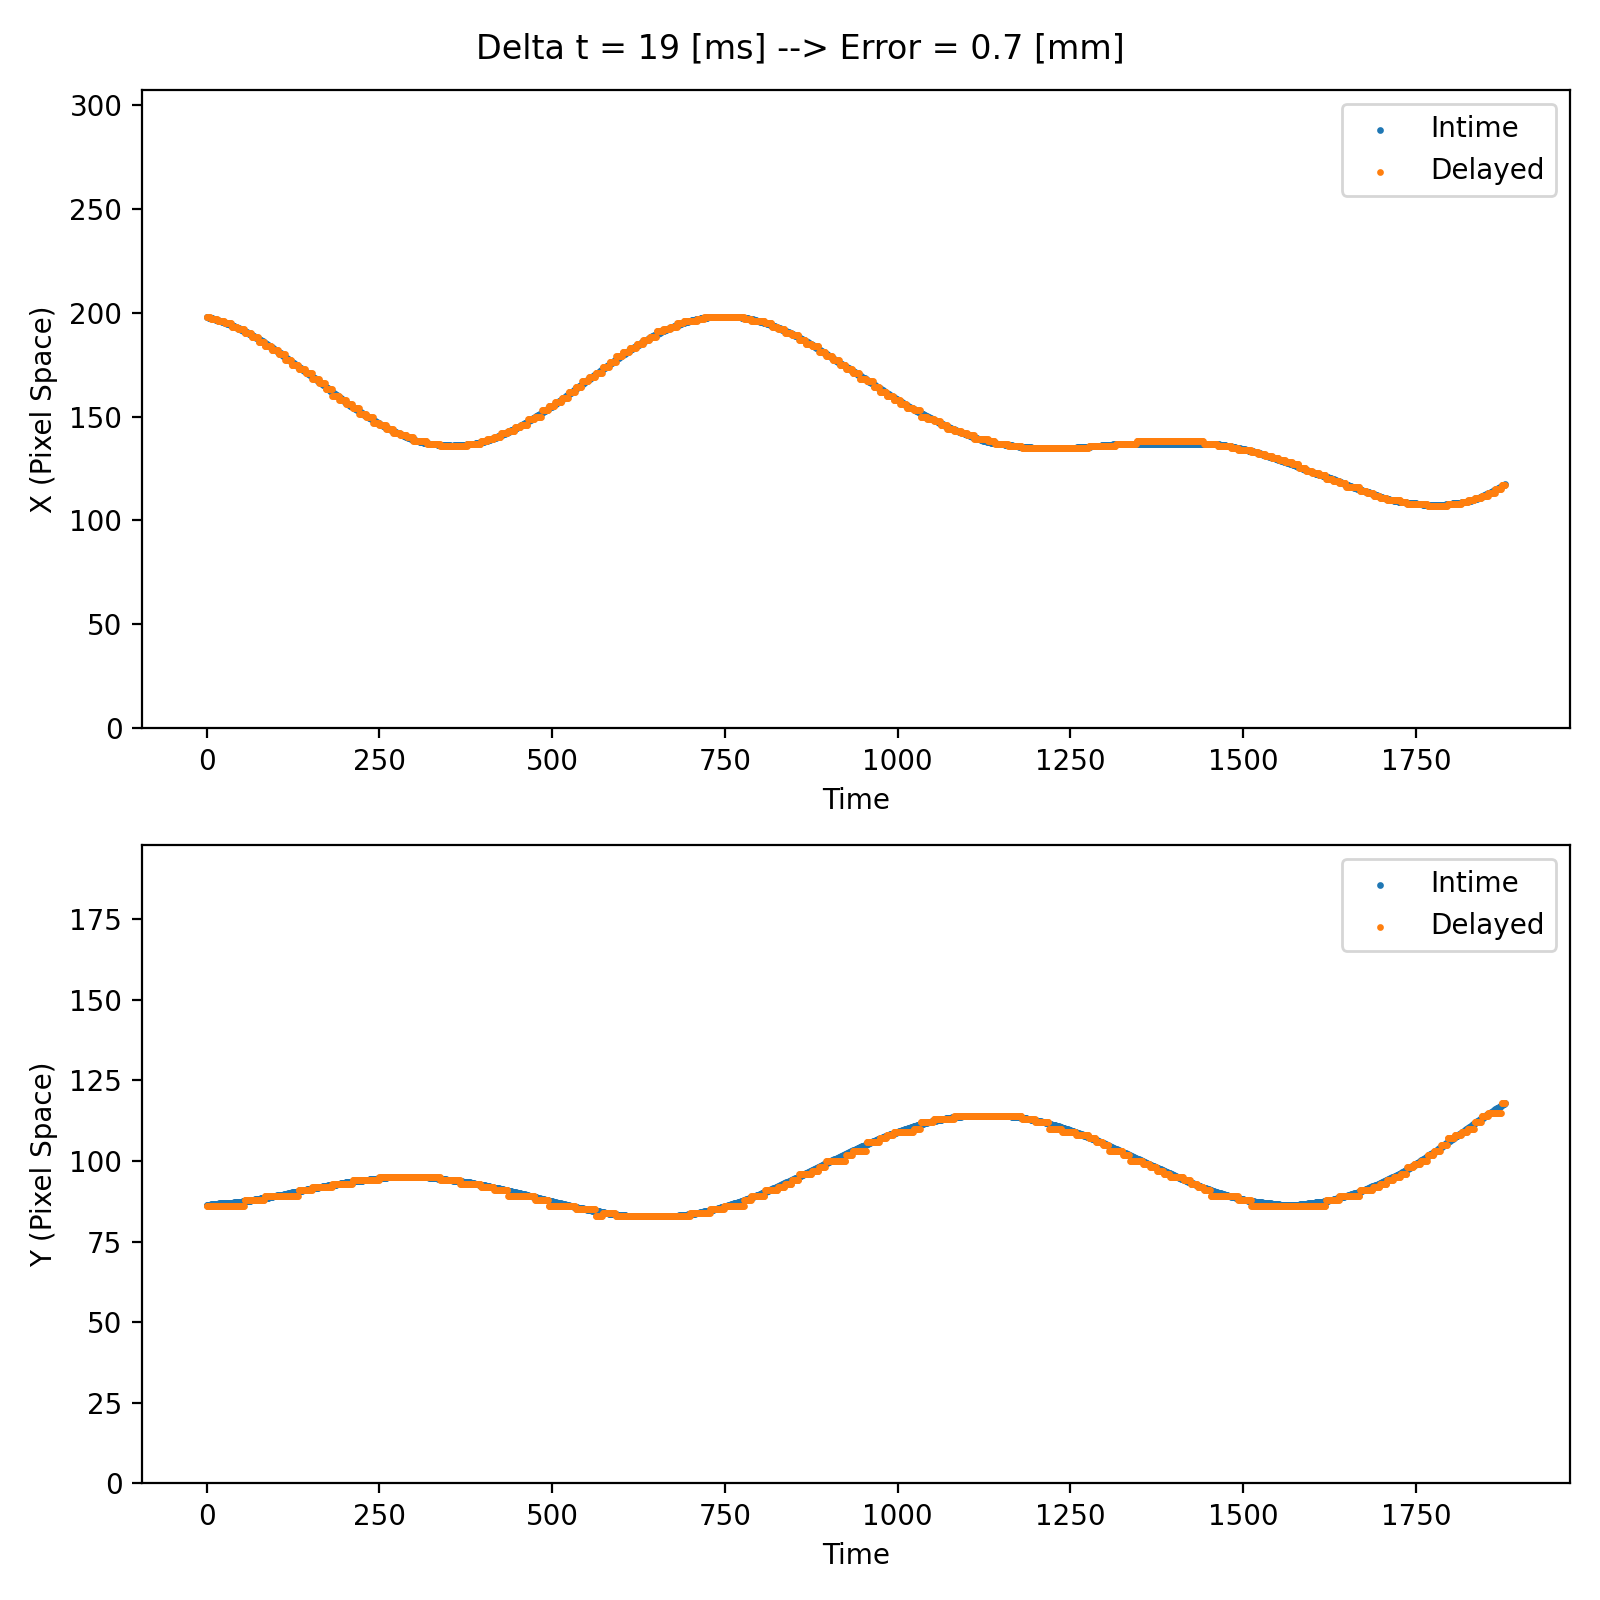 Delta t = 19 [ms] --> Error = 0.7 [mm]
300
250
200
150
100
50
0
X (Pixel Space)
Intime
Delayed
0 250 500 750 1000 1250 1500 1750
Time
175
150
125
100
75
50
25
0
Y (Pixel Space)
Intime
Delayed
0 250 500 750 1000 1250 1500 1750
Time